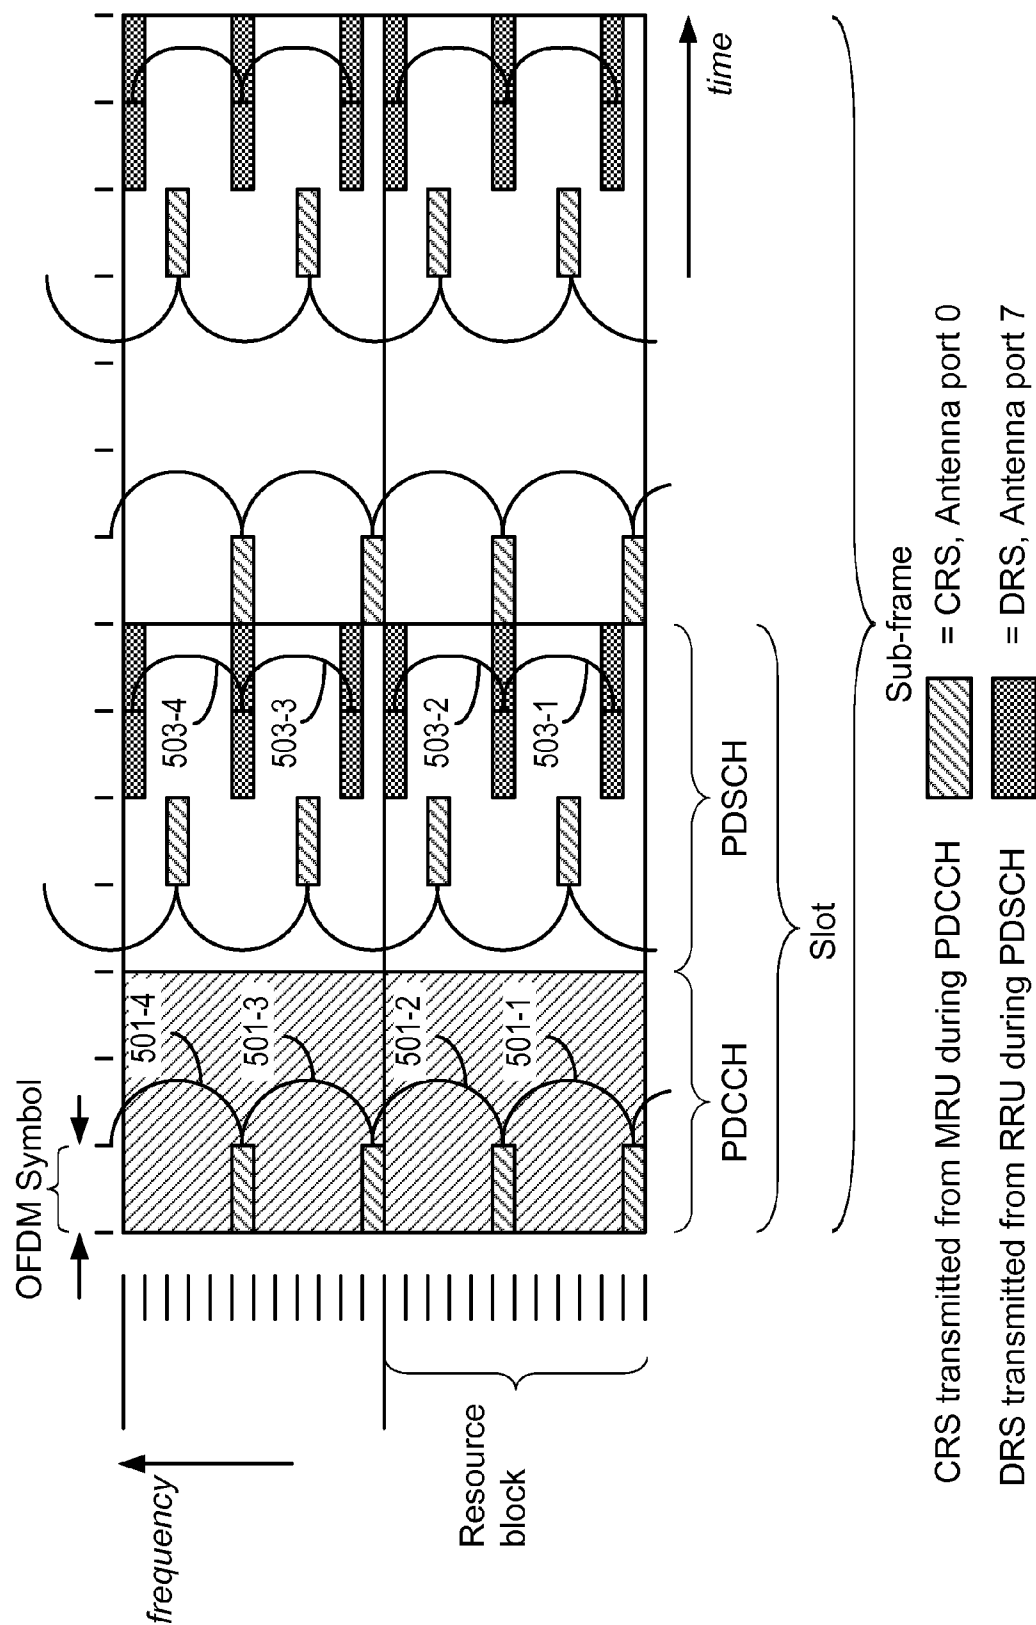 OFDM Symbol
frequency
Resource
block
501-4
501-3
501-2
501-1
503-4
503-3
503-2
503-1
time
PDCCH
PDSCH
Slot
Sub-frame
CRS transmitted from MRU during PDCCH = CRS, Antenna port 0
DRS transmitted from RRU during PDSCH = DRS, Antenna port 7